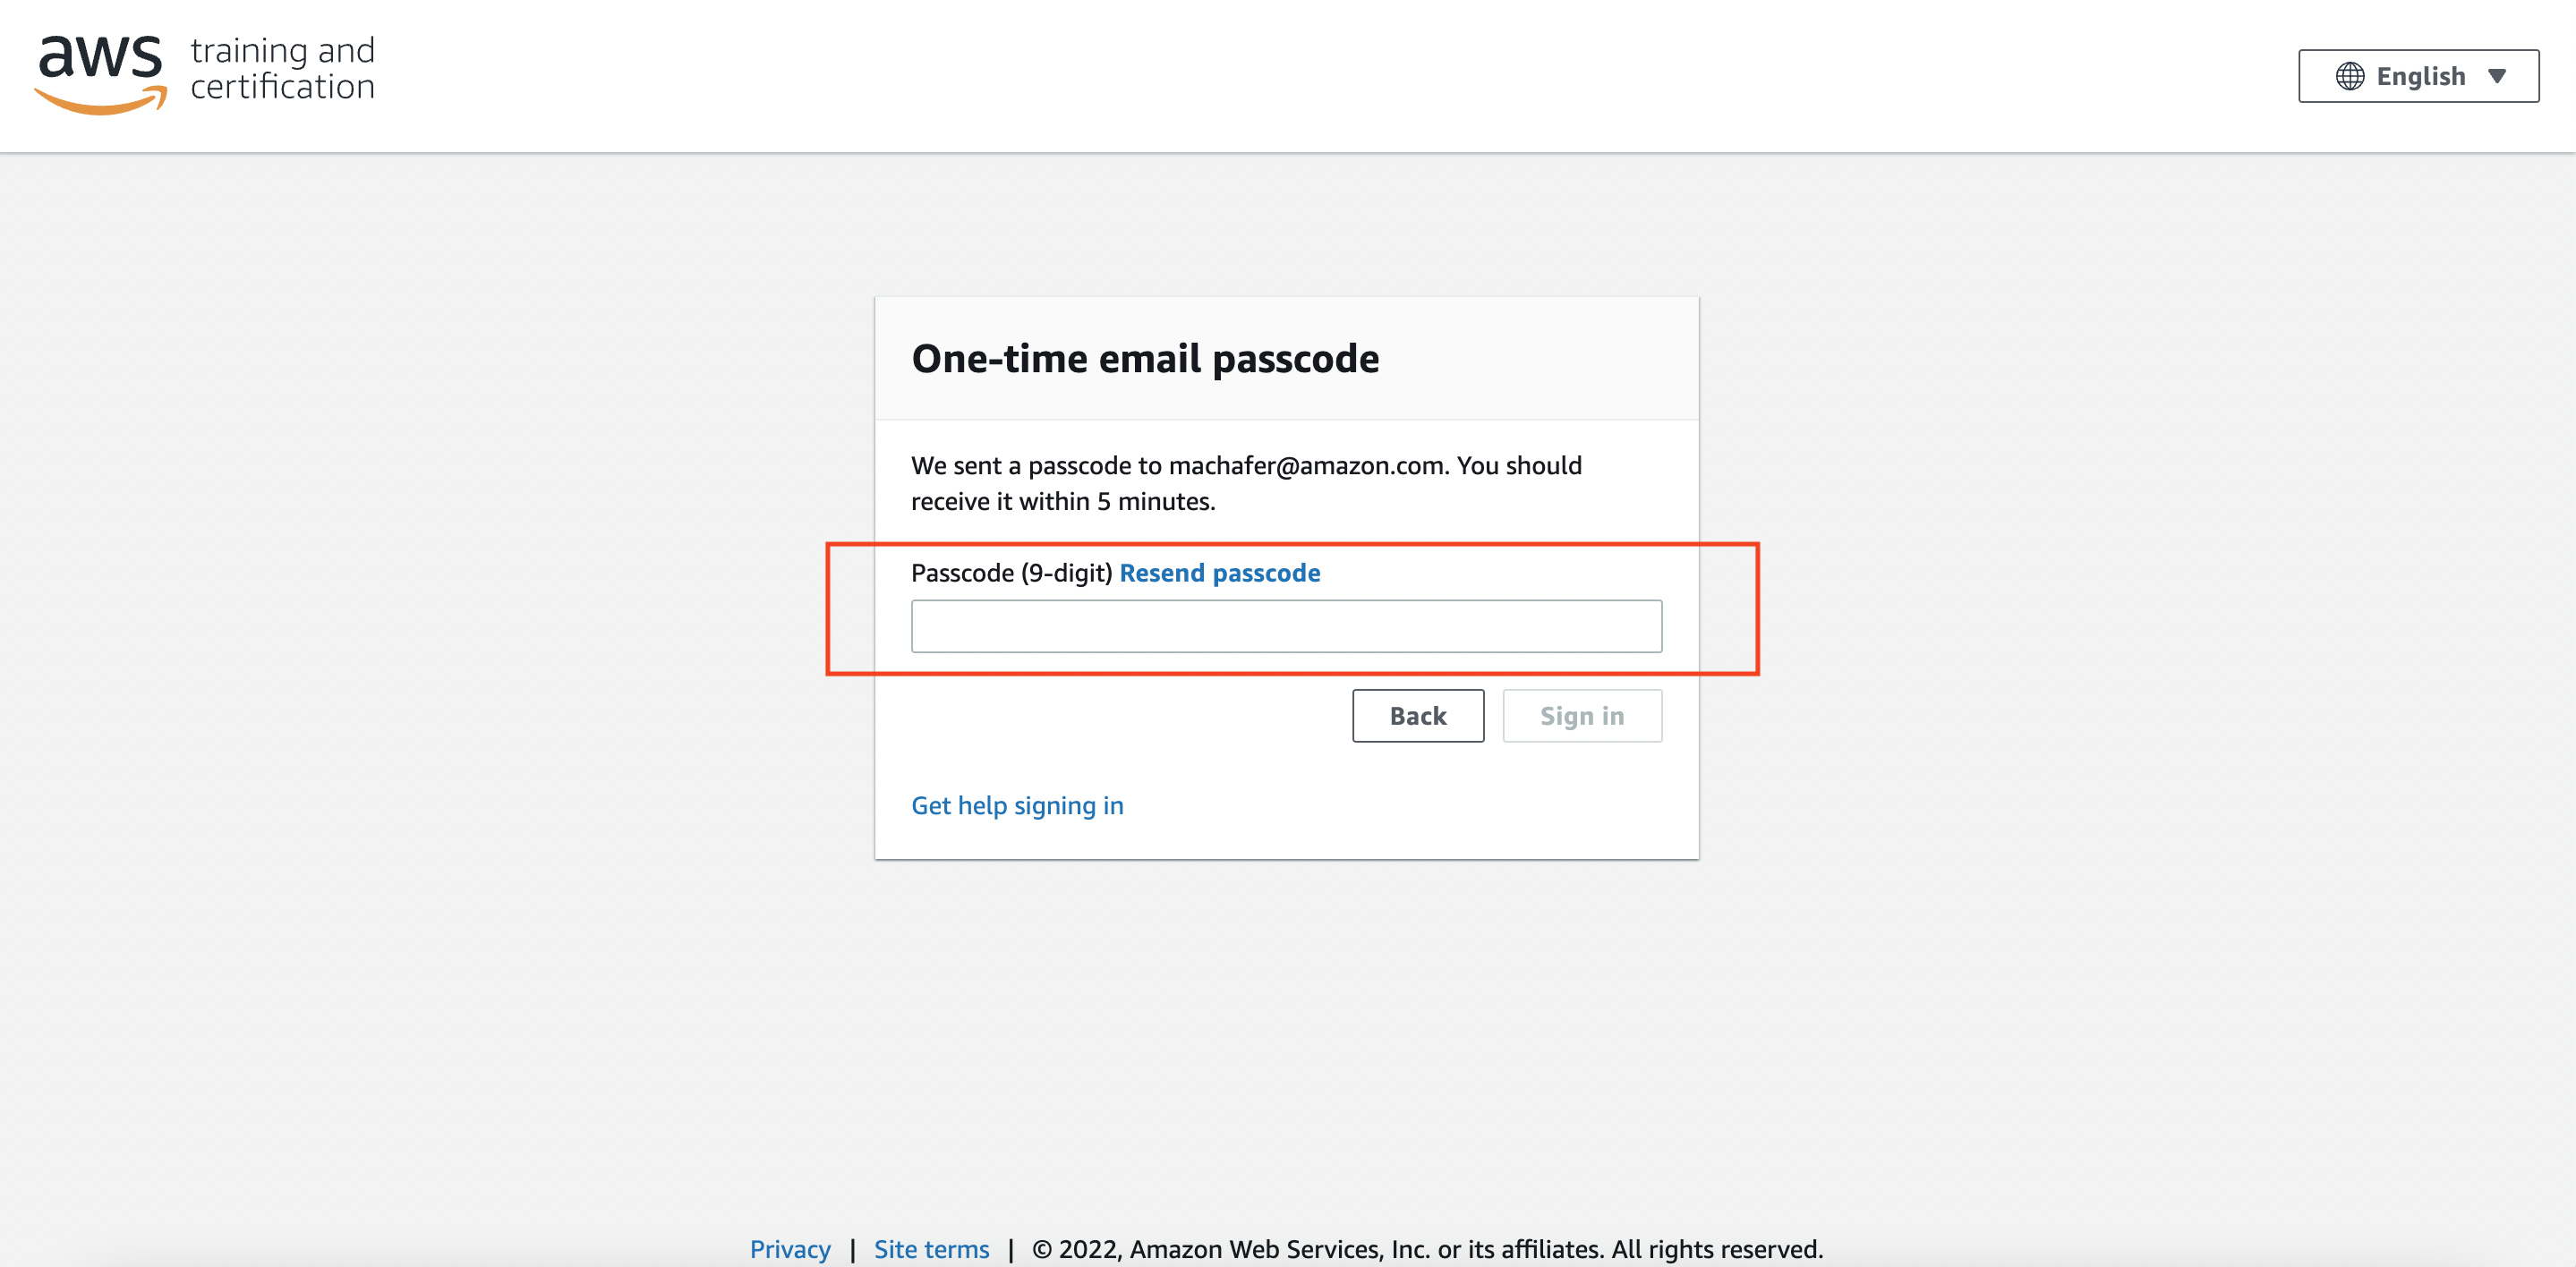 aws training and
certification
English
One-time email passcode
We sent a passcode to machafer@amazon.com. You should
receive it within 5 minutes.
Passcode (9-digit) Resend passcode
Back Sign in
Get help signing in
Privacy | Site terms | © 2022, Amazon Web Services, Inc. or its affiliates. All rights reserved.